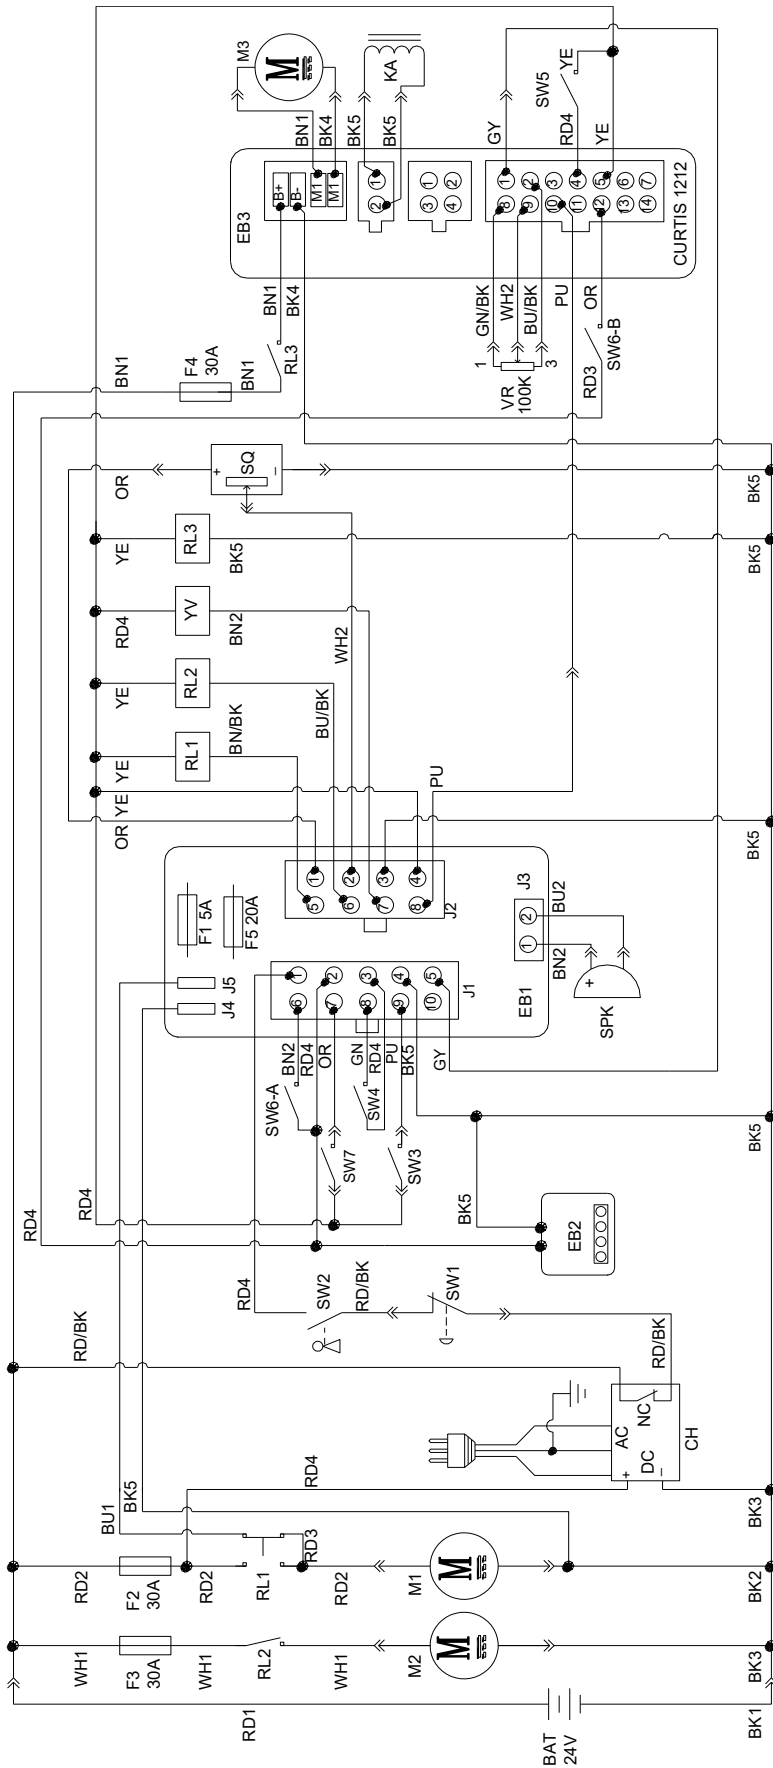 M3
M
KA
BN1
BK4
BK5
BK5
GY
SW5
YE
RD4
YE
EB3
B+
B-
M1
M1
1
2
1
2
3
4
1
2
3
4
5
6
7
8
9
10
11
12
13
14
CURTIS 1212
BN1
BK4
GN/BK
WH2
BU/BK
PU
OR
BN1
F4
30A
BN1
RL3
1
VR
100K
3
RD3
SW6-B
OR
+
SQ
−
BK5
YE
RL3
BK5
BK5
RD4
YV
BN2
WH2
YE
RL2
BU/BK
YE
RL1
BN/BK
OR
YE
PU
BK5
F1 5A
F5 20A
1
2
3
4
5
6
7
8
J2
J3
1
2
BU2
BN2
+
SPK
J5
J4
1
2
3
4
5
6
7
8
9
10
J1
EB1
BN2
RD4
OR
GN
RD4
PU
BK5
GY
SW6-A
SW4
SW7
SW3
BK5
RD4
RD4
BK5
EB2
RD4
SW2
RD/BK
SW1
RD/BK
RD/BK
AC
NC
DC
+
−
CH
BU1
BK5
RD4
BK3
RD2
F2
30A
RD2
RL1
RD3
RD2
M1
M
BK2
WH1
F3
30A
WH1
RL2
WH1
M2
M
BK3
RD1
BAT
24V
BK1